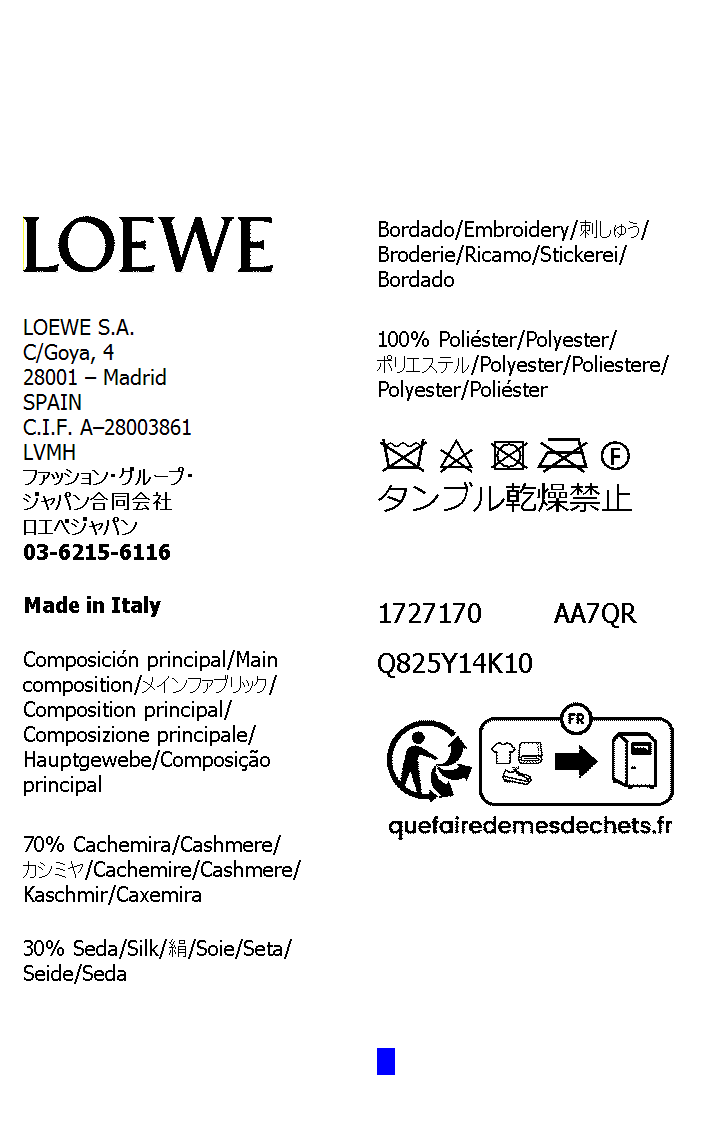 LOEWE
LOEWE S.A.
C/Goya, 4
28001 – Madrid
SPAIN
C.I.F. A–28003861
LVMH
ファッション・グループ・
ジャパン合同会社
ロエベジャパン
03-6215-6116
Made in Italy
Composición principal/Main
composition/メインファブリック/
Composition principal/
Composizione principale/
Hauptgewebe/Composição
principal
70% Cachemira/Cashmere/
カシミヤ/Cachemire/Cashmere/
Kaschmir/Caxemira
30% Seda/Silk/絹/Soie/Seta/
Seide/Seda
Bordado/Embroidery/刺しゅう/
Broderie/Ricamo/Stickerei/
Bordado
100% Poliéster/Polyester/
ポリエステル/Polyester/Poliestere/
Polyester/Poliéster
F
タンブル乾燥禁止
1727170 AA7QR
Q825Y14K10
FR
quefairedemesdechets.fr